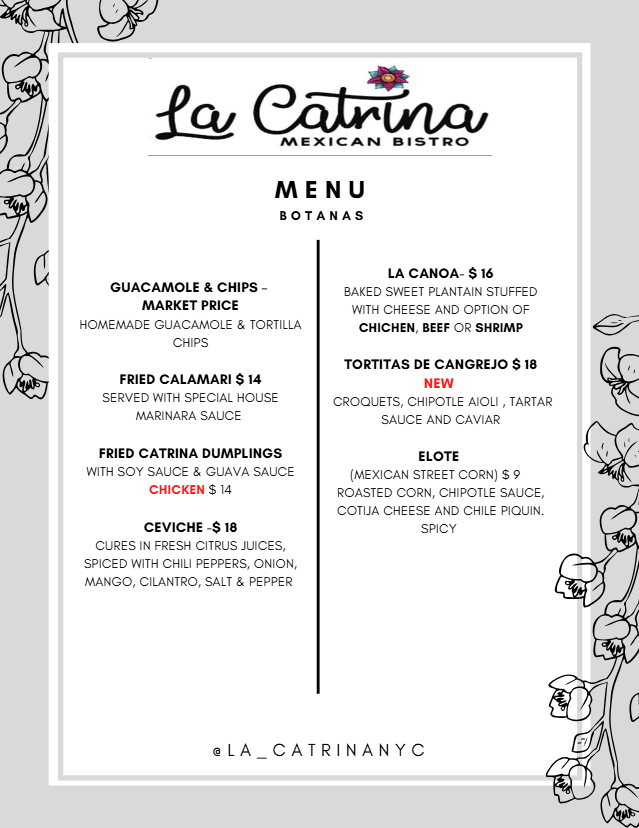 La Catrina
MEXICAN BISTRO
MENU
BOTANAS
GUACAMOLE & CHIPS –
MARKET PRICE
HOMEMADE GUACAMOLE & TORTILLA
CHIPS
FRIED CALAMARI $ 14
SERVED WITH SPECIAL HOUSE
MARINARA SAUCE
FRIED CATRINA DUMPLINGS
WITH SOY SAUCE & GUAVA SAUCE
CHICKEN $ 14
CEVICHE -$ 18
CURES IN FRESH CITRUS JUICES,
SPICED WITH CHILI PEPPERS, ONION,
MANGO, CILANTRO, SALT & PEPPER
LA CANOA- $ 16
BAKED SWEET PLANTAIN STUFFED
WITH CHEESE AND OPTION OF
CHICHEN, BEEF OR SHRIMP
TORTITAS DE CANGREJO $ 18
NEW
CROQUETS, CHIPOTLE AIOLI , TARTAR
SAUCE AND CAVIAR
ELOTE
(MEXICAN STREET CORN) $ 9
ROASTED CORN, CHIPOTLE SAUCE,
COTIJA CHEESE AND CHILE PIQUIN.
SPICY
@LA_CATRINANYC